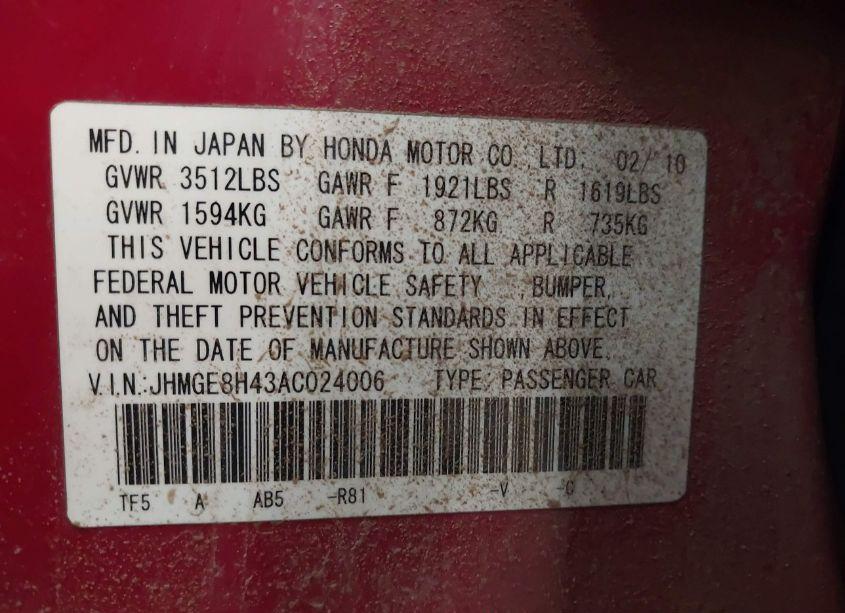 MFD. IN JAPAN BY HONDA MOTOR CO., LTD. 02/10
GVWR 3512LBS GAWR F 1921LBS R 1619LBS
GVWR 1594KG GAWR F 872KG R 735KG
THIS VEHICLE CONFORMS TO ALL APPLICABLE
FEDERAL MOTOR VEHICLE SAFETY, BUMPER,
AND THEFT PREVENTION STANDARDS IN EFFECT
ON THE DATE OF MANUFACTURE SHOWN ABOVE.
V.I.N.:JHMGE8H43AC024006 TYPE: PASSENGER CAR
TF5 A AB5 -R81 -V -C